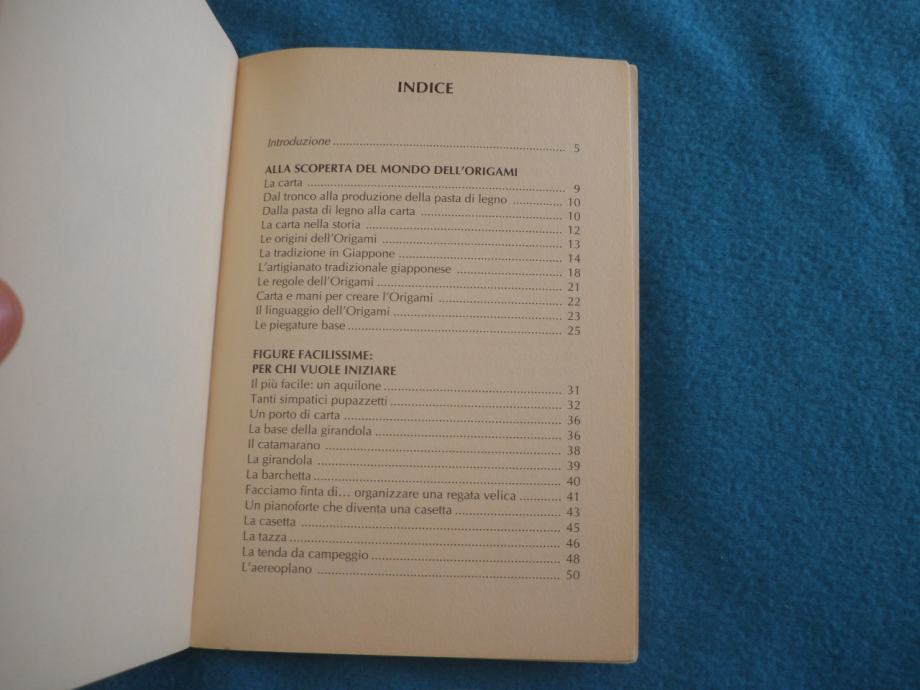 INDICE
Introduzione ........ 5
ALLA SCOPERTA DEL MONDO DELL'ORIGAMI
La carta ........ 9
Dal tronco alla produzione della pasta di legno ........ 10
Dalla pasta di legno alla carta ........ 10
La carta nella storia ........ 12
Le origini dell'Origami ........ 13
La tradizione in Giappone ........ 14
L'artigianato tradizionale giapponese ........ 18
Le regole dell'Origami ........ 21
Carta e mani per creare l'Origami ........ 22
Il linguaggio dell'Origami ........ 23
Le piegature base ........ 25
FIGURE FACILISSIME:
PER CHI VUOLE INIZIARE
Il più facile: un aquilone ........ 31
Tanti simpatici pupazzetti ........ 32
Un porto di carta ........ 36
La base della girandola ........ 36
Il catamarano ........ 38
La girandola ........ 39
La barchetta ........ 40
Facciamo finta di... organizzare una regata velica ........ 41
Un pianoforte che diventa una casetta ........ 43
La casetta ........ 45
La tazza ........ 46
La tenda da campeggio ........ 48
L'aereoplano ........ 50